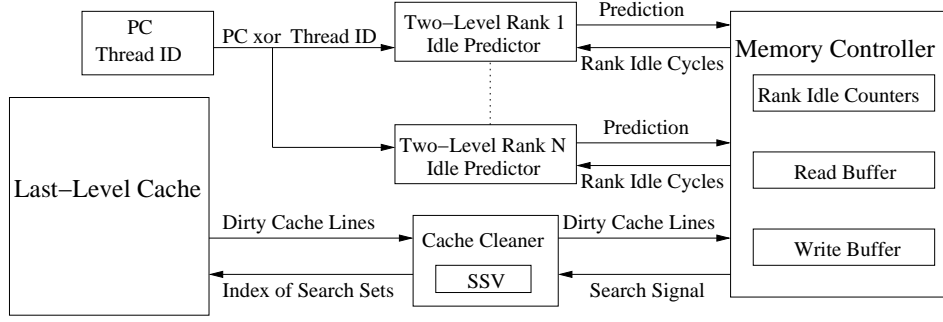 PC
Thread ID
PC xor Thread ID
Two−Level Rank 1
Idle Predictor
Prediction
Rank Idle Cycles
Memory Controller
Rank Idle Counters
Two−Level Rank N
Idle Predictor
Prediction
Rank Idle Cycles
Read Buffer
Last−Level Cache
Dirty Cache Lines
Cache Cleaner
SSV
Dirty Cache Lines
Write Buffer
Index of Search Sets
Search Signal